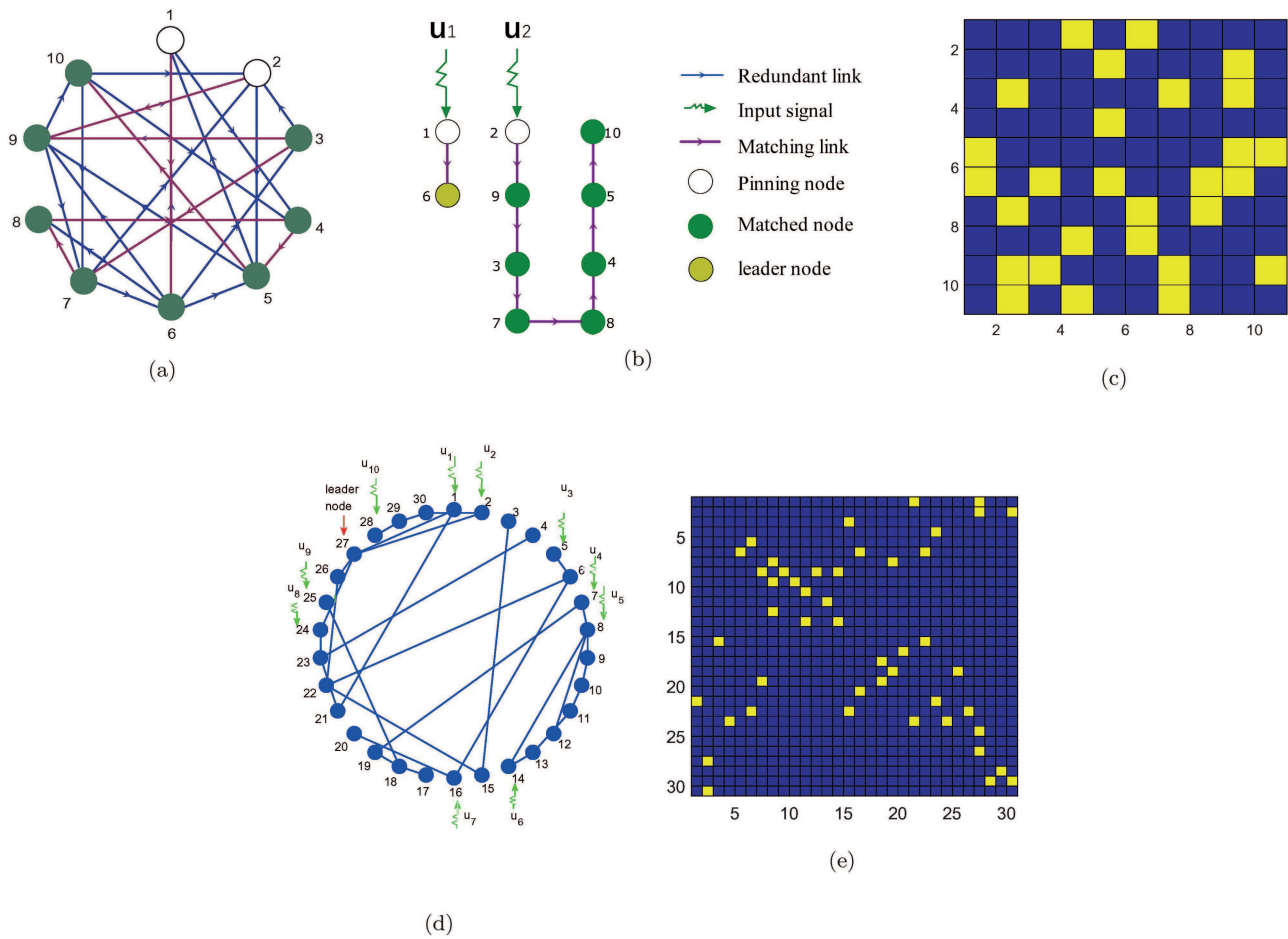 1
10
2
9
3
8
4
7
5
6
(a)
u1 u2
1 2 10
6 9 5
3 4
7 8
(b)
Redundant link
Input signal
Matching link
Pinning node
Matched node
leader node
2
4
6
8
10
2 4 6 8 10
(c)
u1 u2
u10
leader
node
u3
u9
u4
u8
u5
30 1 2 3
29 4
28 5
27 6
26 7
25 8
24 9
23 10
22 11
21 12
20 13
19 14
18 17 16 15
u7 u6
(d)
5
10
15
20
25
30
5 10 15 20 25 30
(e)